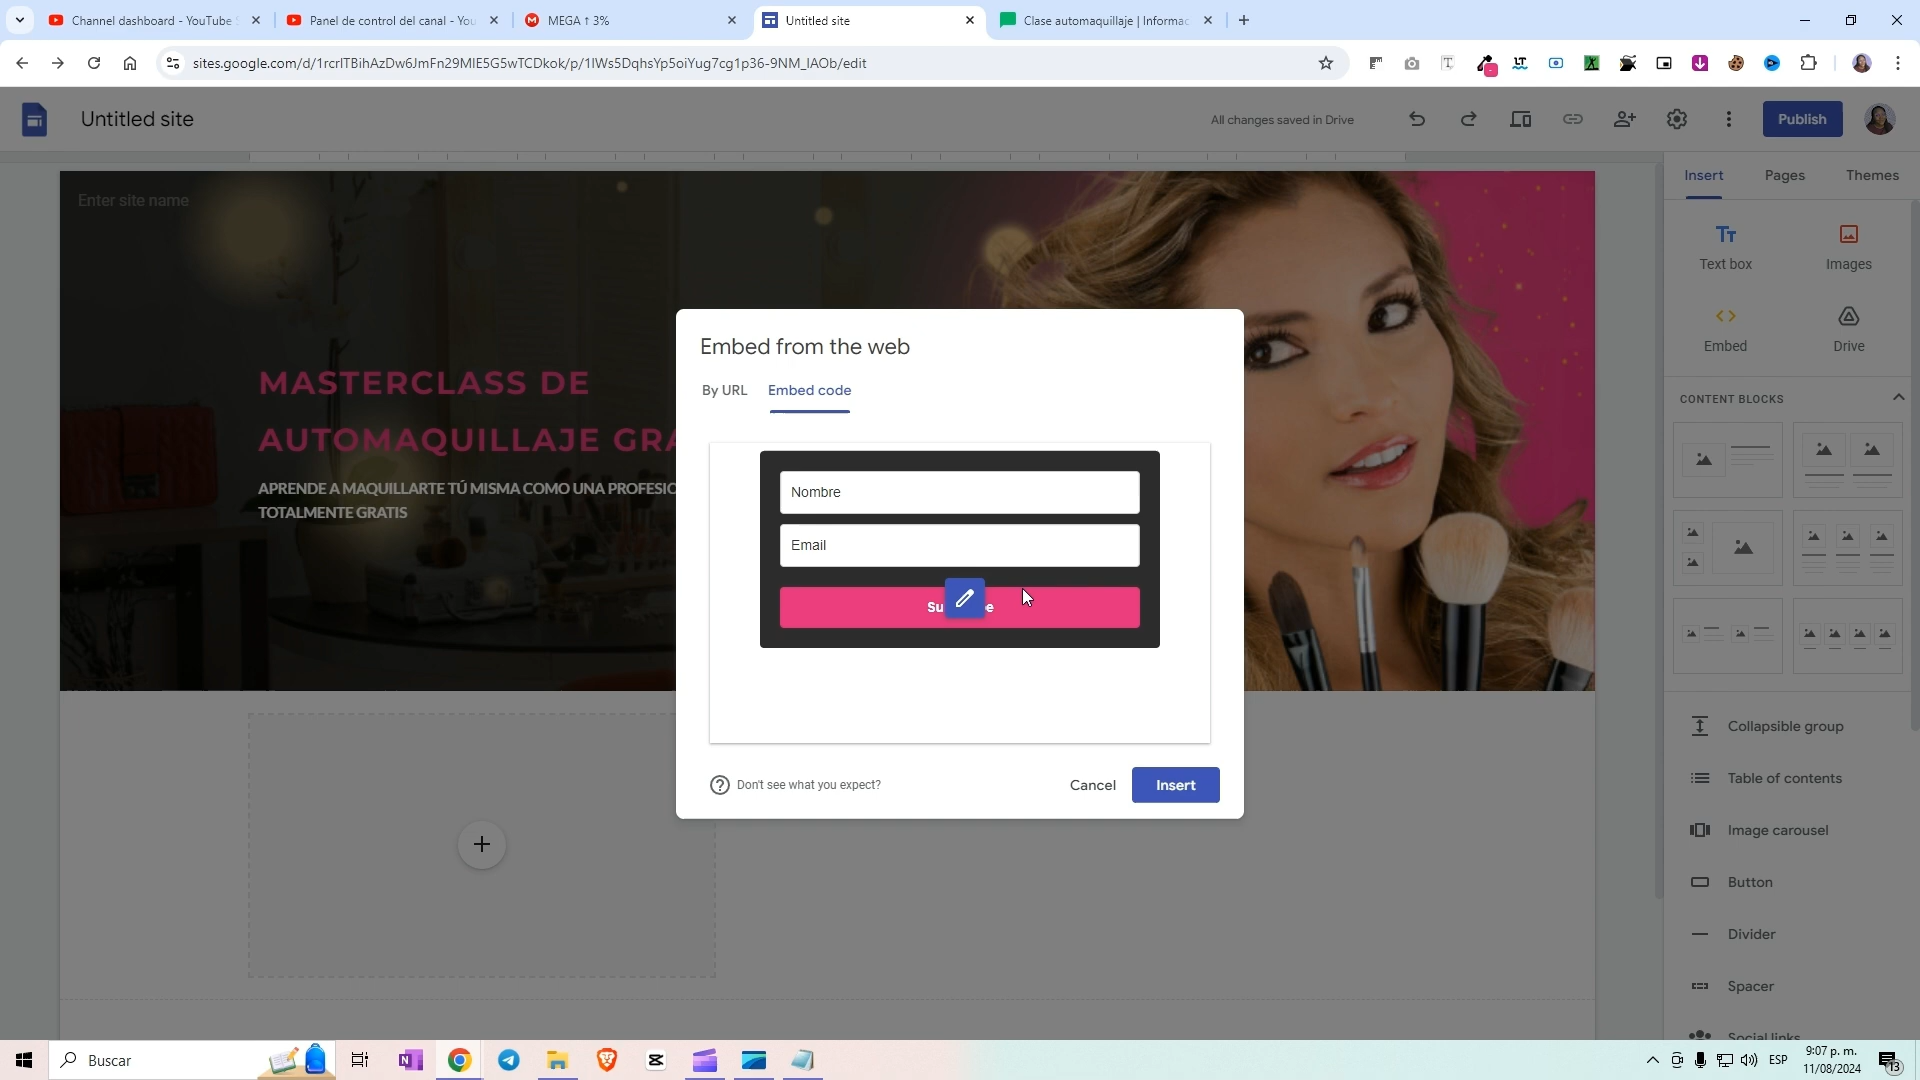 Channel dashboard - YouTube S
Panel de control del canal - You
MEGA ↑ 3%
Untitled site
Clase automaquillaje | Informac
sites.google.com/d/1rcrITBihAzDw6JmFn29MIE5G5wTCDkok/p/1IWs5DqhsYp5oiYug7cg1p36-9NM_IAOb/edit
Untitled site
All changes saved in Drive
Publish
Enter site name
MASTERCLASS DE
AUTOMAQUILLAJE GRA
APRENDE A MAQUILLARTE TÚ MISMA COMO UNA PROFESIO
TOTALMENTE GRATIS
Embed from the web
By URL
Embed code
Nombre
Email
Su e
Don't see what you expect?
Cancel
Insert
Insert
Pages
Themes
Text box
Images
Embed
Drive
CONTENT BLOCKS
Collapsible group
Table of contents
Image carousel
Button
Divider
Spacer
Social links
Buscar
ESP
9:07 p. m.
11/08/2024
13